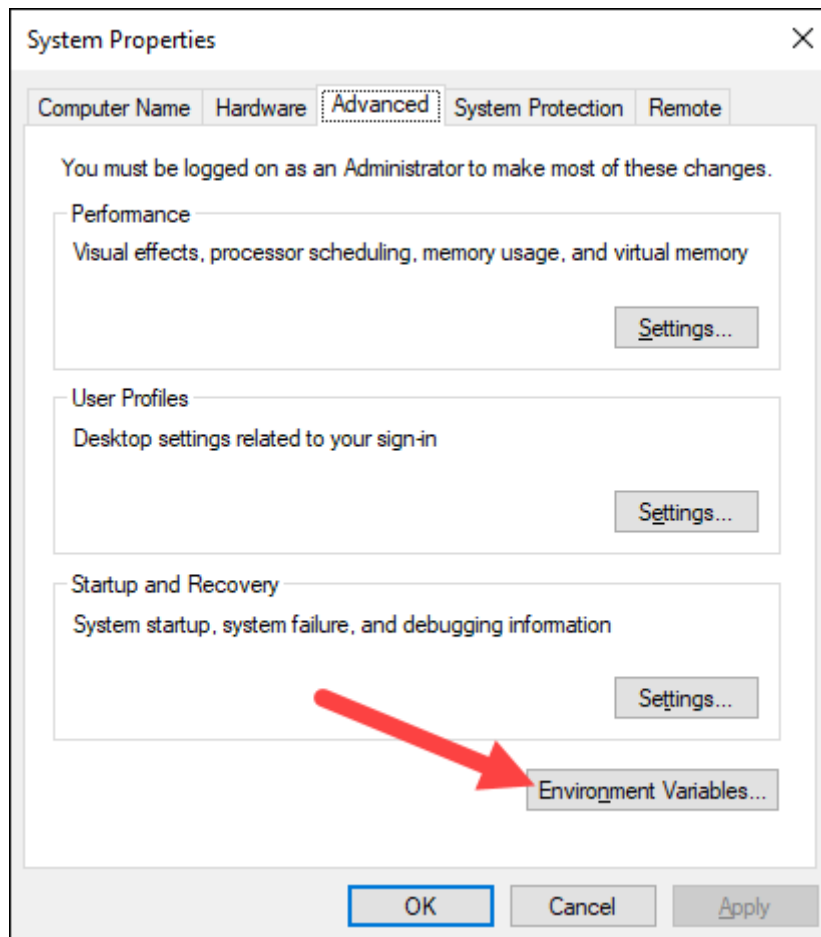 System Properties
Computer Name Hardware Advanced System Protection Remote
You must be logged on as an Administrator to make most of these changes.
Performance
Visual effects, processor scheduling, memory usage, and virtual memory
Settings...
User Profiles
Desktop settings related to your sign-in
Settings...
Startup and Recovery
System startup, system failure, and debugging information
Settings...
Environment Variables...
OK Cancel Apply